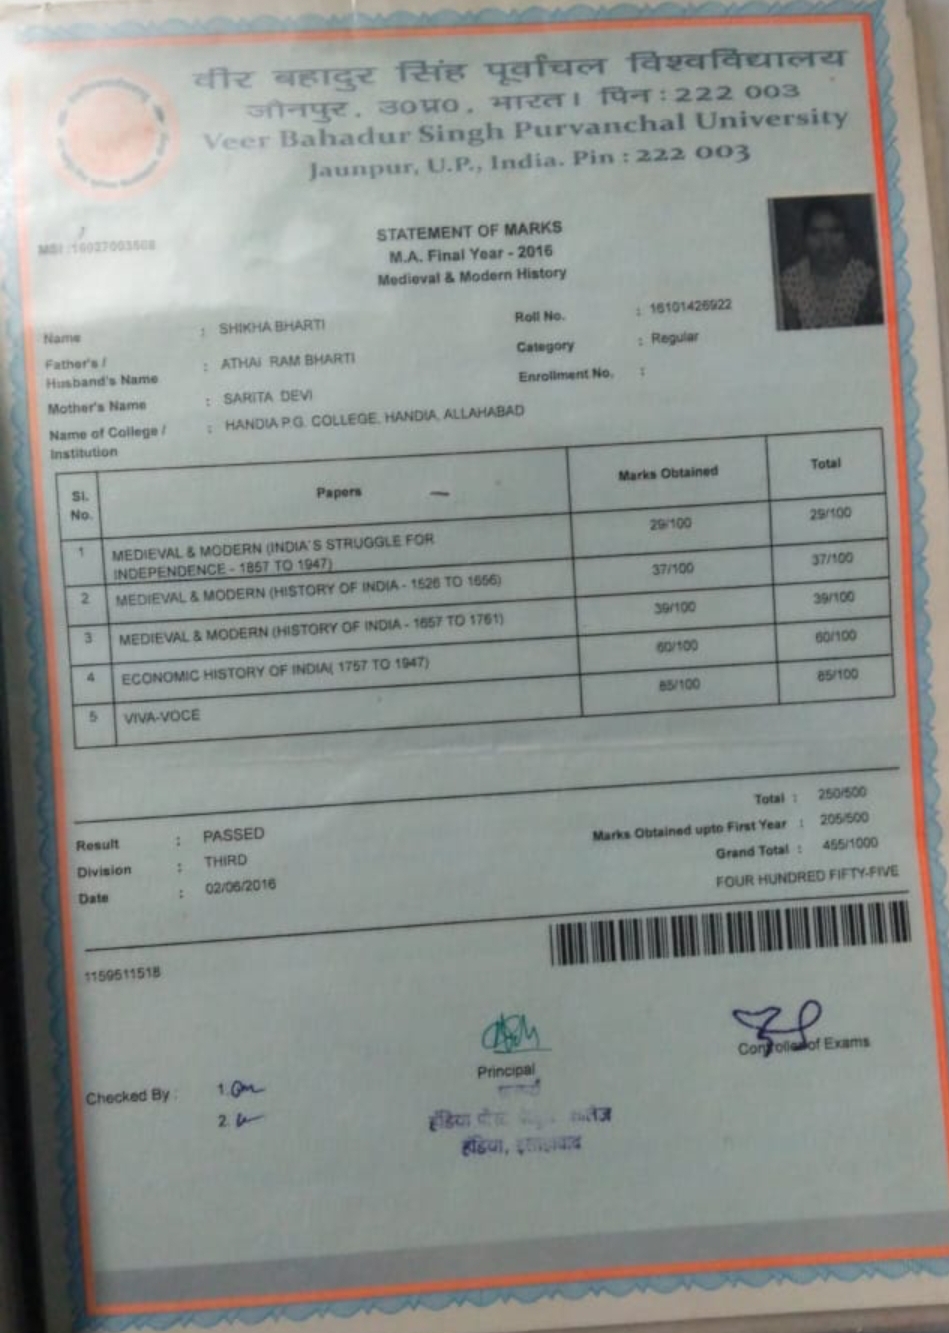 वीर बहादुर सिंह पूर्वांचल विश्वविद्यालय
जौनपुर, उ०प्र०, भारत। पिन : 222 003
Veer Bahadur Singh Purvanchal University
Jaunpur, U.P., India. Pin : 222 003
STATEMENT OF MARKS
M.A. Final Year - 2016
Medieval & Modern History
Name : SHIKHA BHARTI
Roll No. : 16101426922
Father's / Husband's Name : ATHAI RAM BHARTI
Category : Regular
Mother's Name : SARITA DEVI
Enrollment No. :
Name of College / Institution : HANDIA P.G. COLLEGE, HANDIA, ALLAHABAD
Sl. No. Papers Marks Obtained Total
1 MEDIEVAL & MODERN (INDIA'S STRUGGLE FOR INDEPENDENCE - 1857 TO 1947) 29/100 29/100
2 MEDIEVAL & MODERN (HISTORY OF INDIA - 1526 TO 1656) 37/100 37/100
3 MEDIEVAL & MODERN (HISTORY OF INDIA - 1657 TO 1761) 39/100 39/100
4 ECONOMIC HISTORY OF INDIA( 1757 TO 1947) 60/100 60/100
5 VIVA-VOCE 85/100 85/100
Total : 250/500
Result : PASSED
Marks Obtained upto First Year : 205/500
Division : THIRD
Grand Total : 455/1000
Date : 02/06/2016
FOUR HUNDRED FIFTY-FIVE
1159511518
Principal
Controller of Exams
Checked By : 1.
2.
हंडिया
हंडिया,